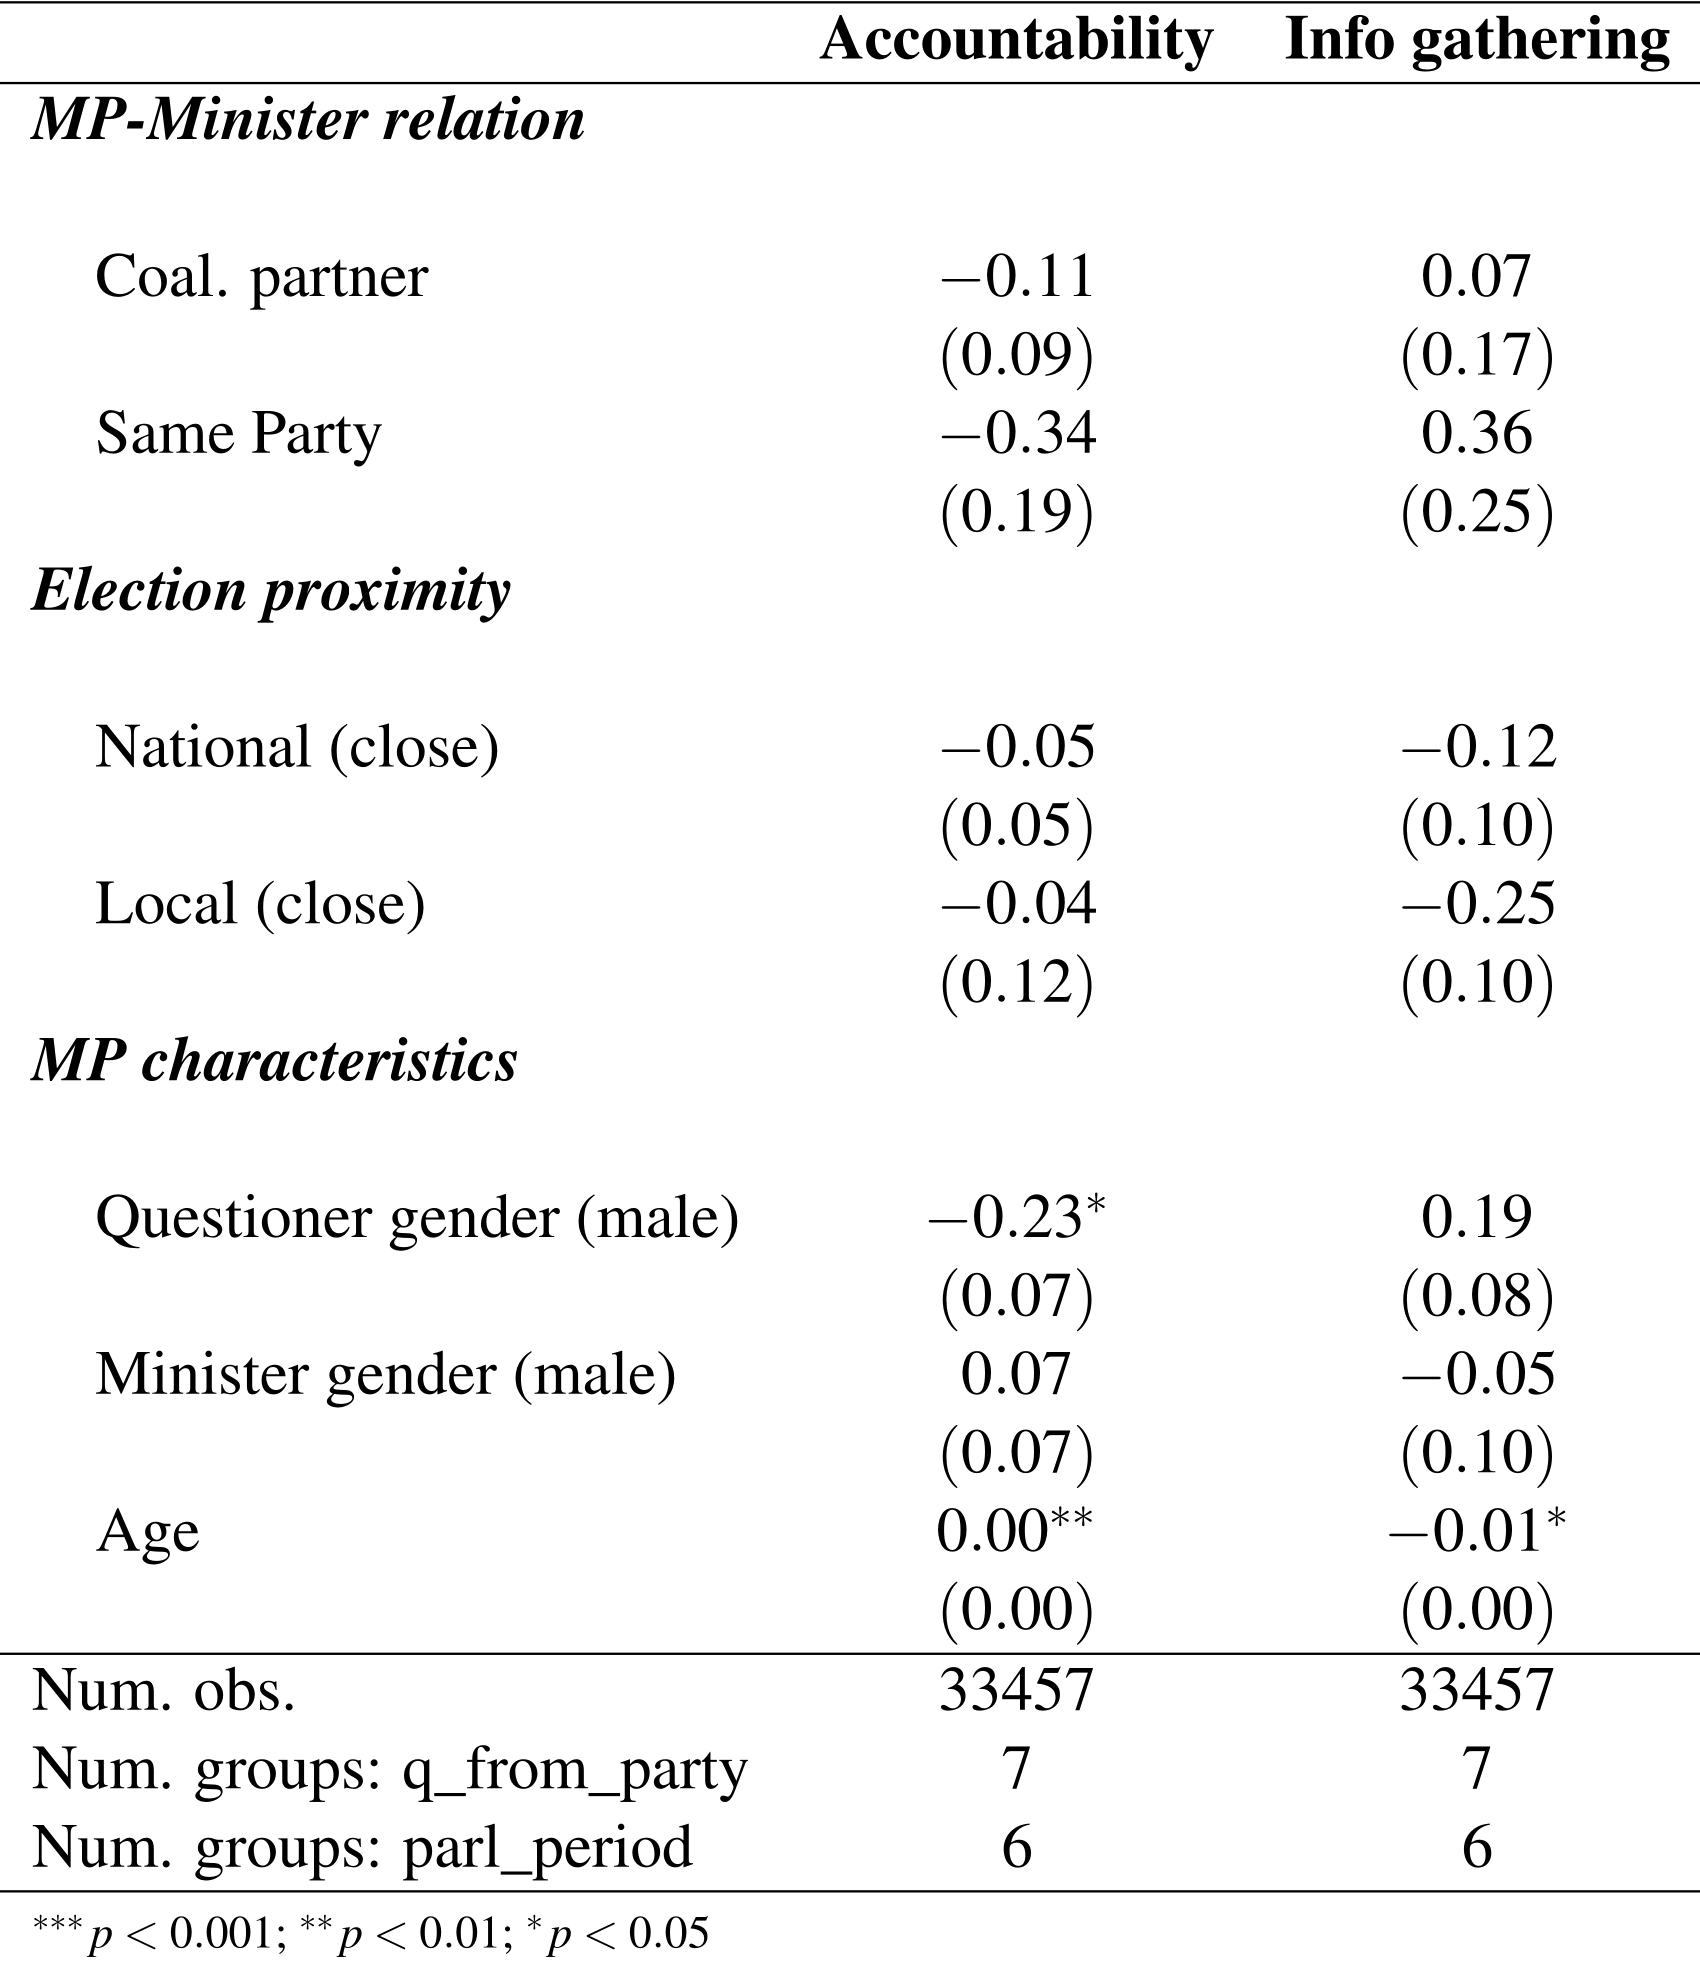 Accountability Info gathering
MP-Minister relation
Coal. partner −0.11 0.07
(0.09) (0.17)
Same Party −0.34 0.36
(0.19) (0.25)
Election proximity
National (close) −0.05 −0.12
(0.05) (0.10)
Local (close) −0.04 −0.25
(0.12) (0.10)
MP characteristics
Questioner gender (male) −0.23* 0.19
(0.07) (0.08)
Minister gender (male) 0.07 −0.05
(0.07) (0.10)
Age 0.00** −0.01*
(0.00) (0.00)
Num. obs. 33457 33457
Num. groups: q_from_party 7 7
Num. groups: parl_period 6 6
***p < 0.001; **p < 0.01; *p < 0.05